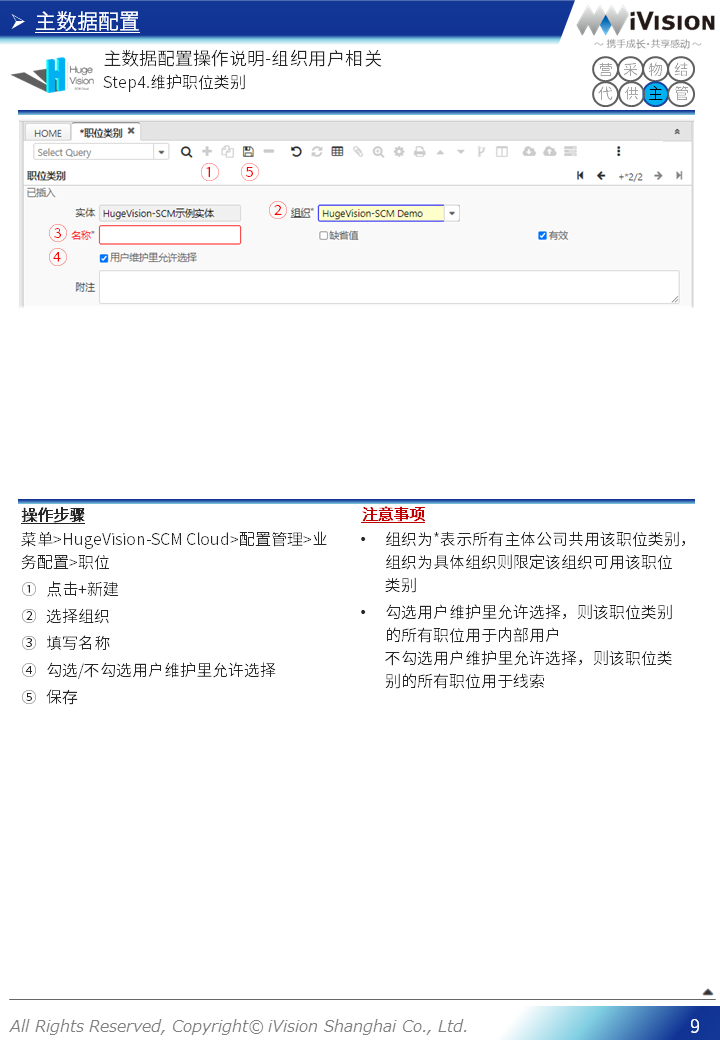 主数据配置
iVISION
～ 携手成长·共享感动 ～
Huge
Vision
主数据配置操作说明-组织用户相关
Step4.维护职位类别
营 采 物 结
代 供 主 管
HOME *职位类别
Select Query
① ⑤
职位类别
+*2/2
已插入
实体 HugeVision-SCM示例实体 ② 组织* HugeVision-SCM Demo
③ 名称* 缺省值 有效
④ 用户维护里允许选择
附注
操作步骤
菜单>HugeVision-SCM Cloud>配置管理>业
务配置>职位
① 点击+新建
② 选择组织
③ 填写名称
④ 勾选/不勾选用户维护里允许选择
⑤ 保存
注意事项
• 组织为*表示所有主体公司共用该职位类别，
组织为具体组织则限定该组织可用该职位
类别
• 勾选用户维护里允许选择，则该职位类别
的所有职位用于内部用户
不勾选用户维护里允许选择，则该职位类
别的所有职位用于线索
All Rights Reserved, Copyright© iVision Shanghai Co., Ltd.
9